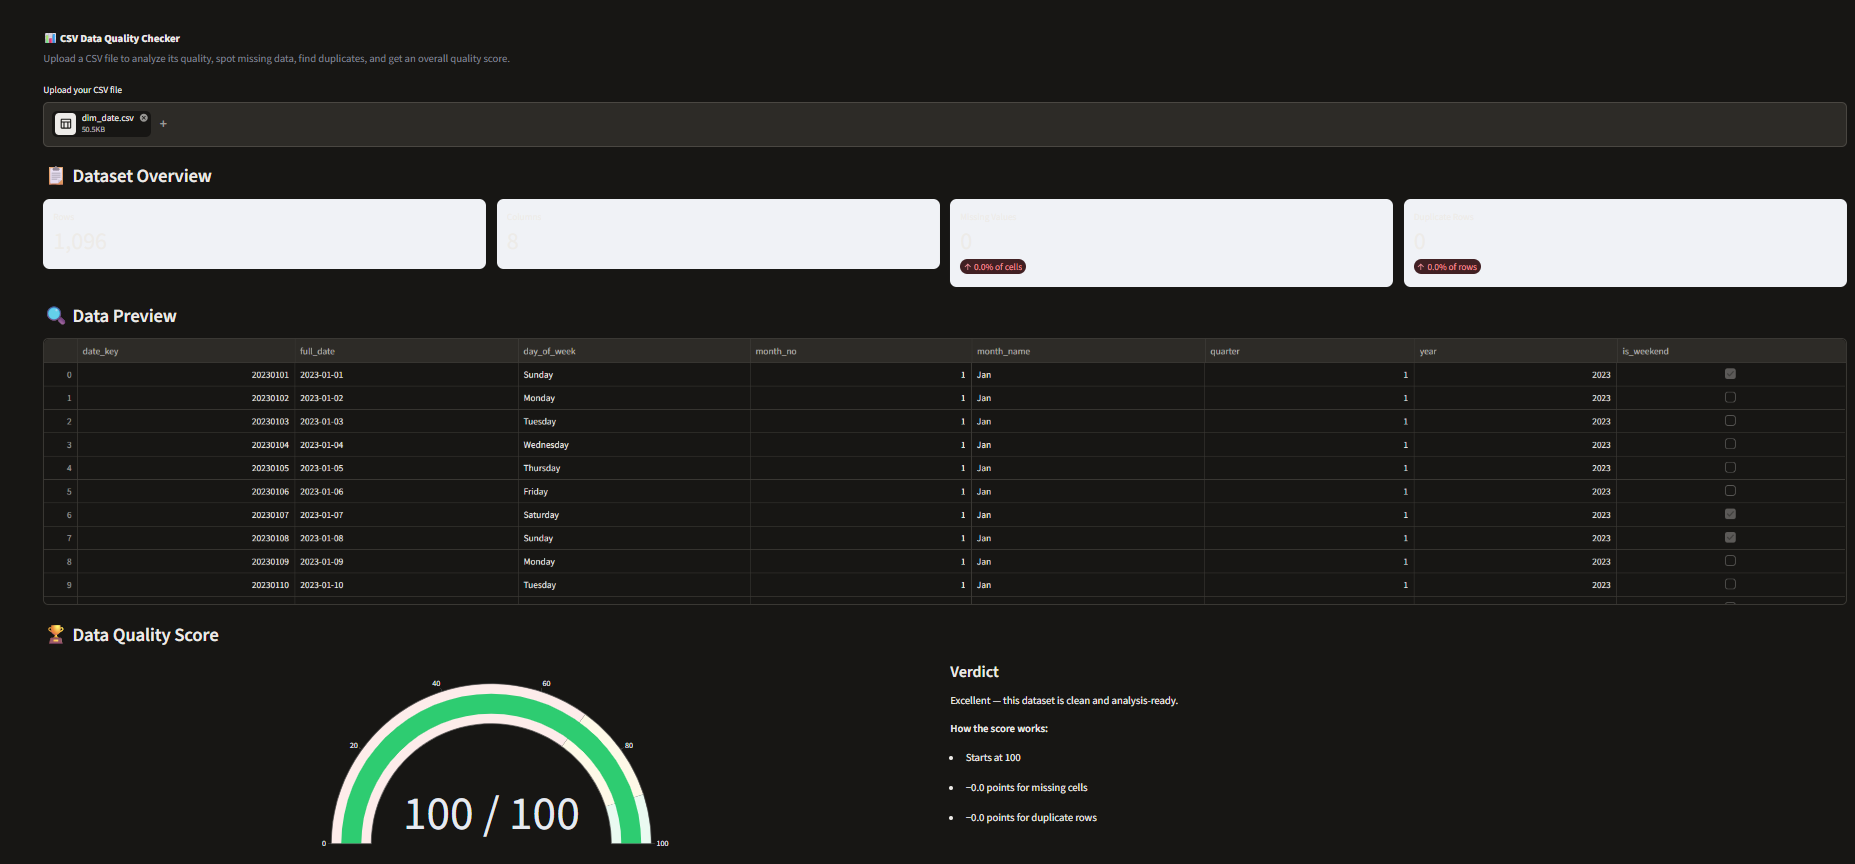 📊 CSV Data Quality Checker
Upload a CSV file to analyze its quality, spot missing data, find duplicates, and get an overall quality score.
Upload your CSV file
dim_date.csv
50.5KB
+
📋 Dataset Overview
Rows
1,096
Columns
8
Missing Values
0
↑ 0.0% of cells
Duplicate Rows
0
↑ 0.0% of rows
🔍 Data Preview
date_key full_date day_of_week month_no month_name quarter year is_weekend
0 20230101 2023-01-01 Sunday 1 Jan 1 2023
1 20230102 2023-01-02 Monday 1 Jan 1 2023
2 20230103 2023-01-03 Tuesday 1 Jan 1 2023
3 20230104 2023-01-04 Wednesday 1 Jan 1 2023
4 20230105 2023-01-05 Thursday 1 Jan 1 2023
5 20230106 2023-01-06 Friday 1 Jan 1 2023
6 20230107 2023-01-07 Saturday 1 Jan 1 2023
7 20230108 2023-01-08 Sunday 1 Jan 1 2023
8 20230109 2023-01-09 Monday 1 Jan 1 2023
9 20230110 2023-01-10 Tuesday 1 Jan 1 2023
🏆 Data Quality Score
0
20
40
60
80
100
100 / 100
Verdict
Excellent — this dataset is clean and analysis-ready.
How the score works:
• Starts at 100
• −0.0 points for missing cells
• −0.0 points for duplicate rows